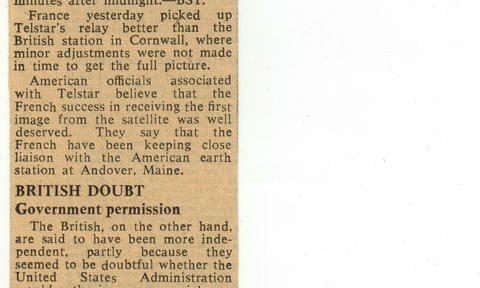 minutes after midnight.—BST.
France yesterday picked up
Telstar's relay better than the
British station in Cornwall, where
minor adjustments were not made
in time to get the full picture.
American officials associated
with Telstar believe that the
French success in receiving the first
image from the satellite was well
deserved. They say that the
French have been keeping close
liaison with the American earth
station at Andover, Maine.
BRITISH DOUBT
Government permission
The British, on the other hand,
are said to have been more inde-
pendent, partly because they
seemed to be doubtful whether the
United States Administration